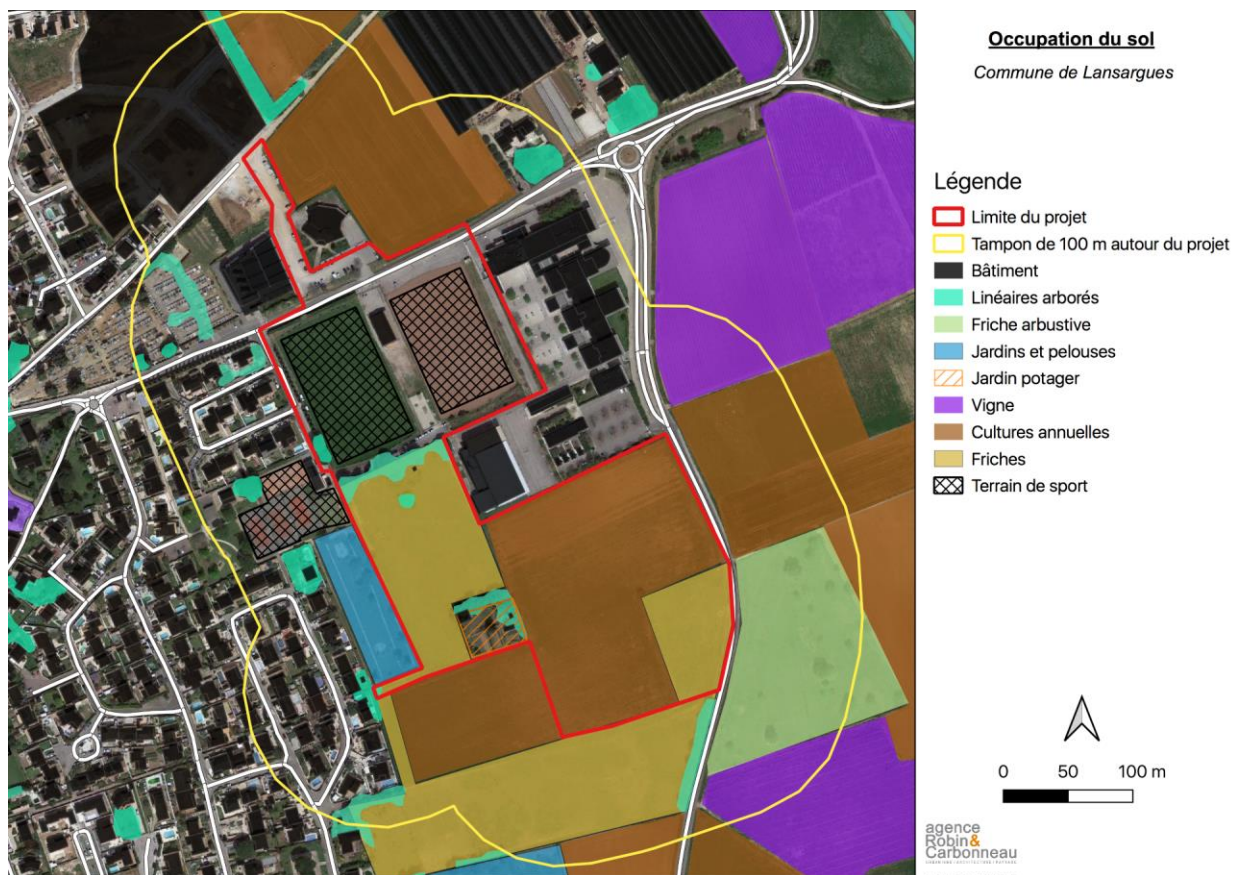 Occupation du sol
Commune de Lansargues
Légende
Limite du projet
Tampon de 100 m autour du projet
Bâtiment
Linéaires arborés
Friche arbustive
Jardins et pelouses
Jardin potager
Vigne
Cultures annuelles
Friches
Terrain de sport
0 50 100 m
agence
Robin&
Carbonneau